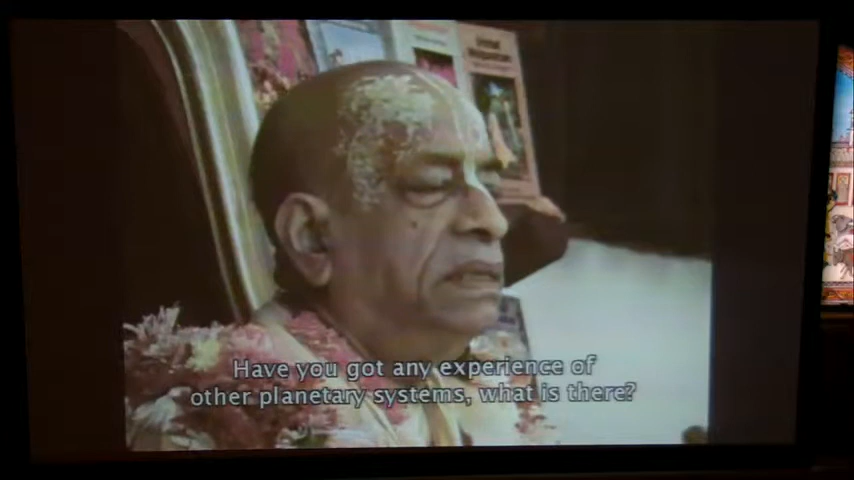 Have you got any experience of
other planetary systems, what is there?